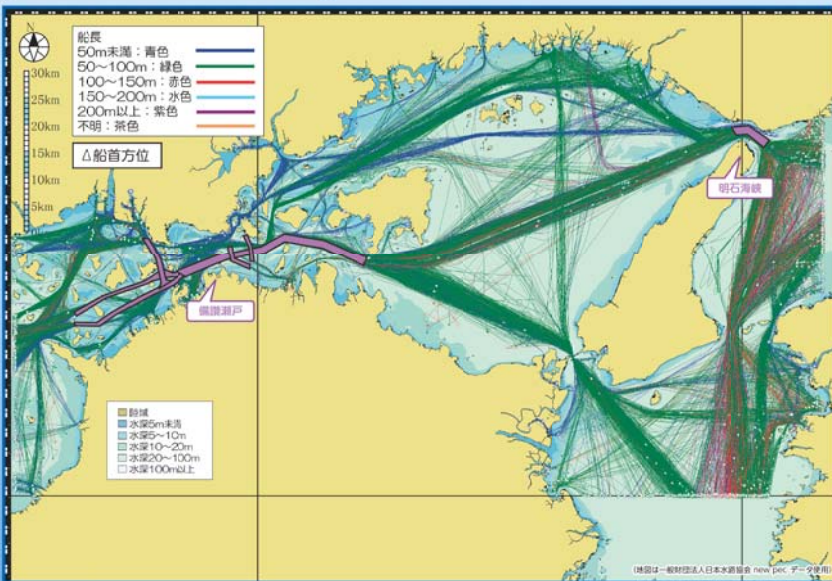 船長
50m未満：青色
50～100m：緑色
100～150m：赤色
150～200m：水色
200m以上：紫色
不明：茶色
△船首方位
N
30km
25km
20km
15km
10km
5km
明石海峡
備讃瀬戸
陸域
水深5m未満
水深5～10m
水深10～20m
水深20～100m
水深100m以上
（地図は一般財団法人日本水路協会 new pec データ使用）